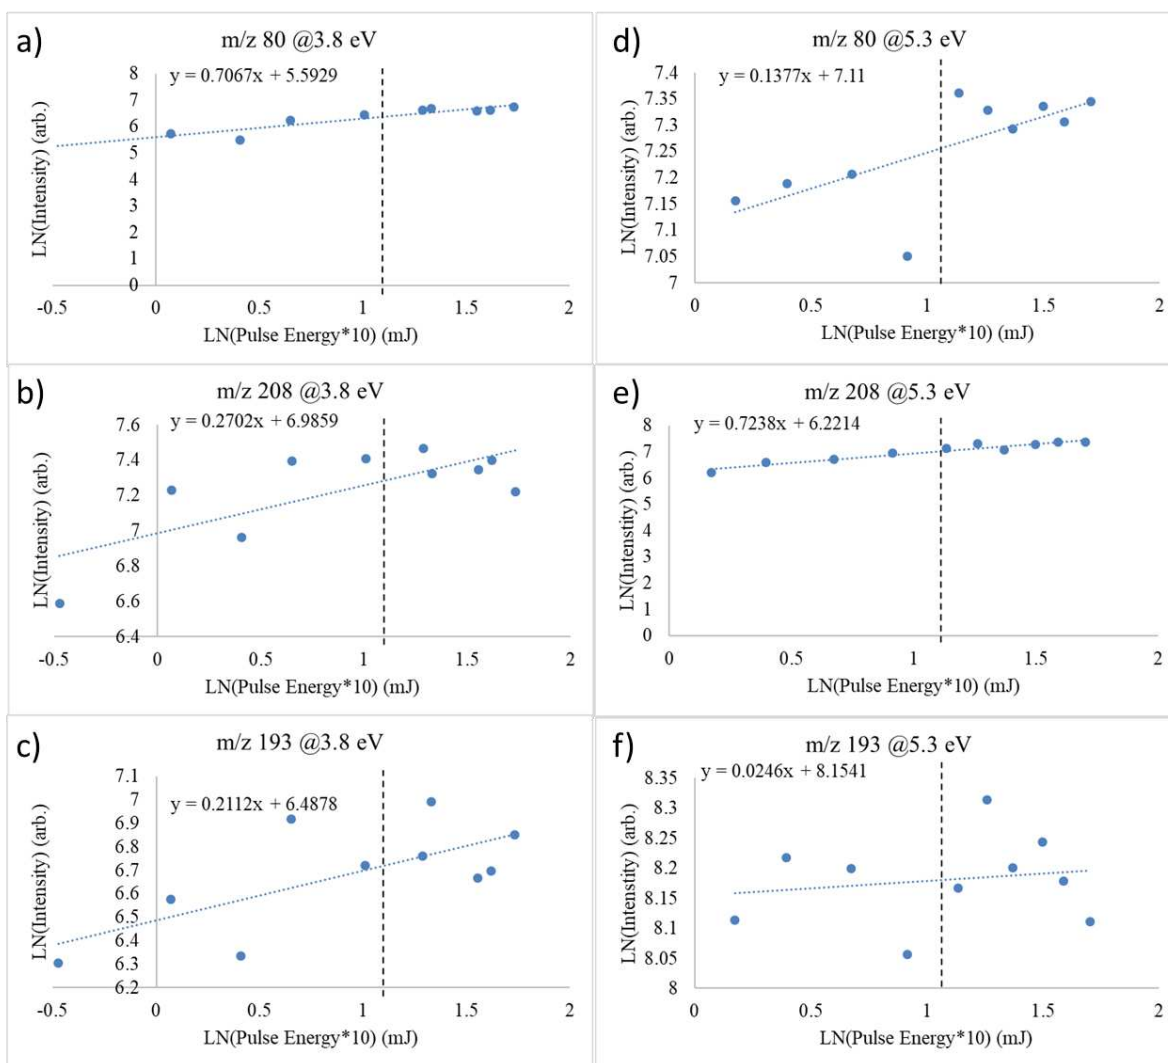 a)
m/z 80 @3.8 eV
y = 0.7067x + 5.5929
LN(Intensity) (arb.)
8
7
6
5
4
3
2
1
0
-0.5
0
0.5
1
1.5
2
LN(Pulse Energy*10) (mJ)
d)
m/z 80 @5.3 eV
y = 0.1377x + 7.11
LN(Intensity) (arb.)
7.4
7.35
7.3
7.25
7.2
7.15
7.1
7.05
7
0
0.5
1
1.5
2
LN(Pulse Energy*10) (mJ)
b)
m/z 208 @3.8 eV
y = 0.2702x + 6.9859
LN(Intensity) (arb.)
7.6
7.4
7.2
7
6.8
6.6
6.4
-0.5
0
0.5
1
1.5
2
LN(Pulse Energy*10) (mJ)
e)
m/z 208 @5.3 eV
y = 0.7238x + 6.2214
LN(Intenstity) (arb.)
8
7
6
5
4
3
2
1
0
0
0.5
1
1.5
2
LN(Pulse Energy*10) (mJ)
c)
m/z 193 @3.8 eV
y = 0.2112x + 6.4878
LN(Intensity) (arb.)
7.1
7
6.9
6.8
6.7
6.6
6.5
6.4
6.3
6.2
-0.5
0
0.5
1
1.5
2
LN(Pulse Energy*10) (mJ)
f)
m/z 193 @5.3 eV
y = 0.0246x + 8.1541
LN(Intenstity) (arb.)
8.35
8.3
8.25
8.2
8.15
8.1
8.05
8
0
0.5
1
1.5
2
LN(Pulse Energy*10) (mJ)